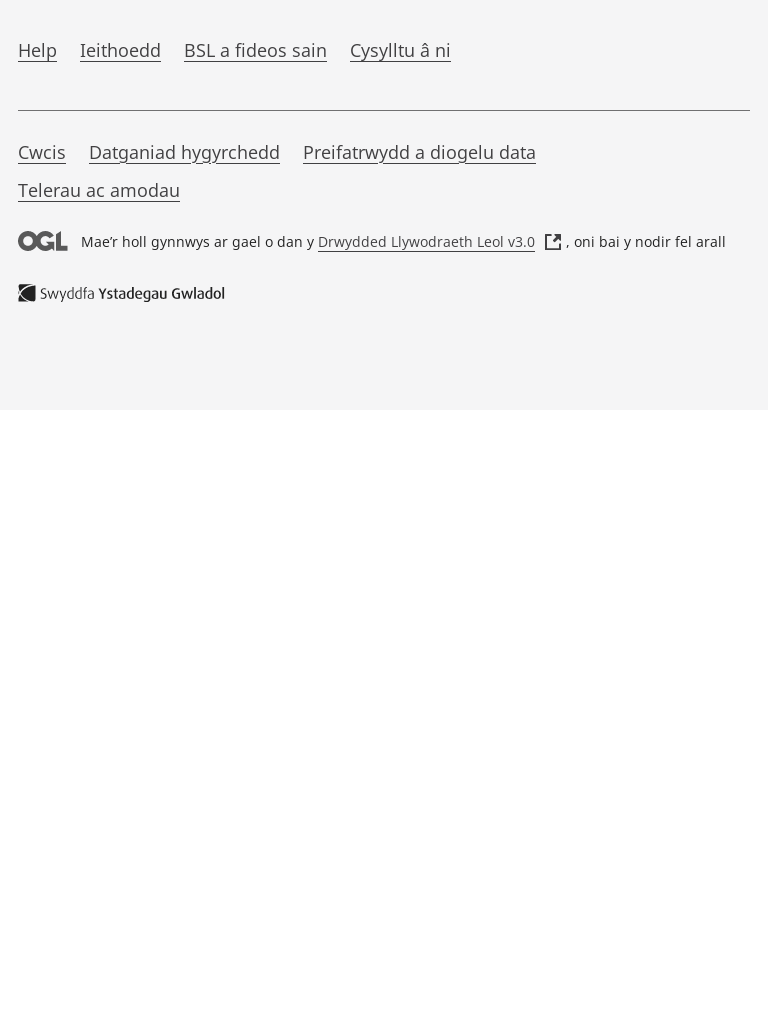 Help Ieithoedd BSL a fideos sain Cysylltu â ni
Cwcis Datganiad hygyrchedd Preifatrwydd a diogelu data
Telerau ac amodau
OGL Mae’r holl gynnwys ar gael o dan y Drwydded Llywodraeth Leol v3.0 , oni bai y nodir fel arall
Swyddfa Ystadegau Gwladol